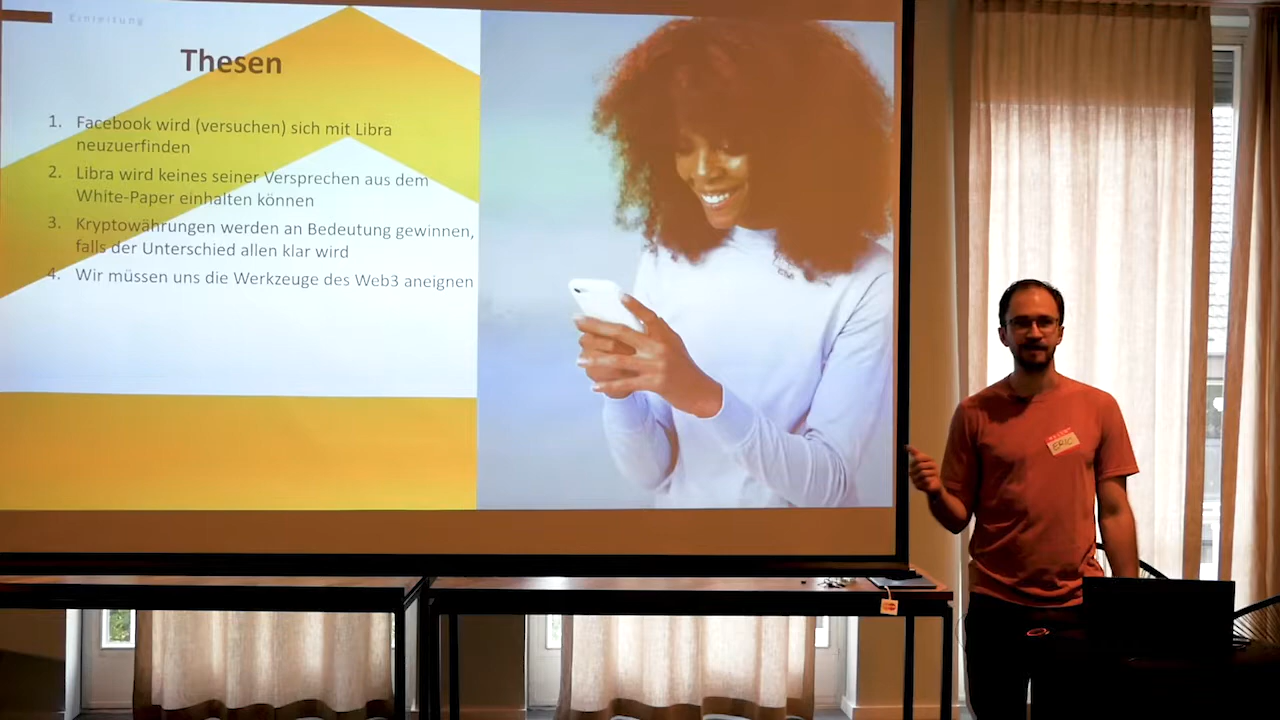 Einleitung
Thesen
1. Facebook wird (versuchen) sich mit Libra
neuzuerfinden
2. Libra wird keines seiner Versprechen aus dem
White-Paper einhalten können
3. Kryptowährungen werden an Bedeutung gewinnen,
falls der Unterschied allen klar wird
4. Wir müssen uns die Werkzeuge des Web3 aneignen
ERIC